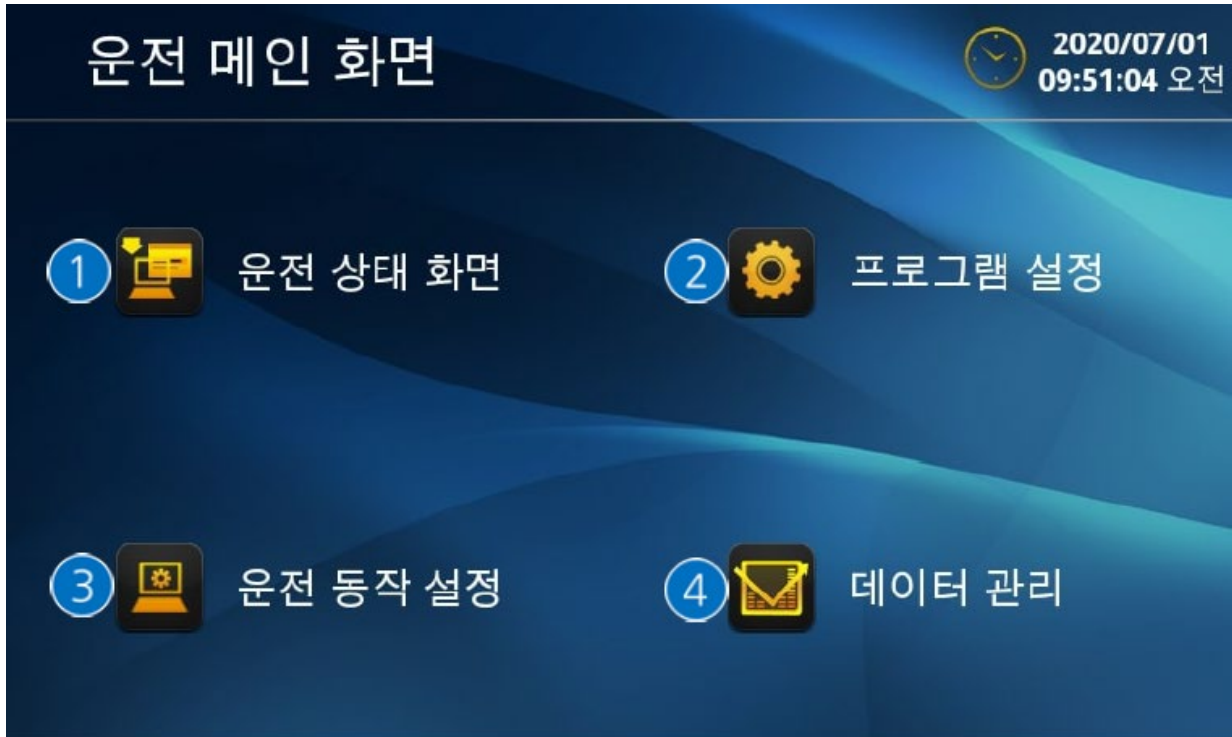 운전 메인 화면
2020/07/01
09:51:04 오전
1 운전 상태 화면
2 프로그램 설정
3 운전 동작 설정
4 데이터 관리